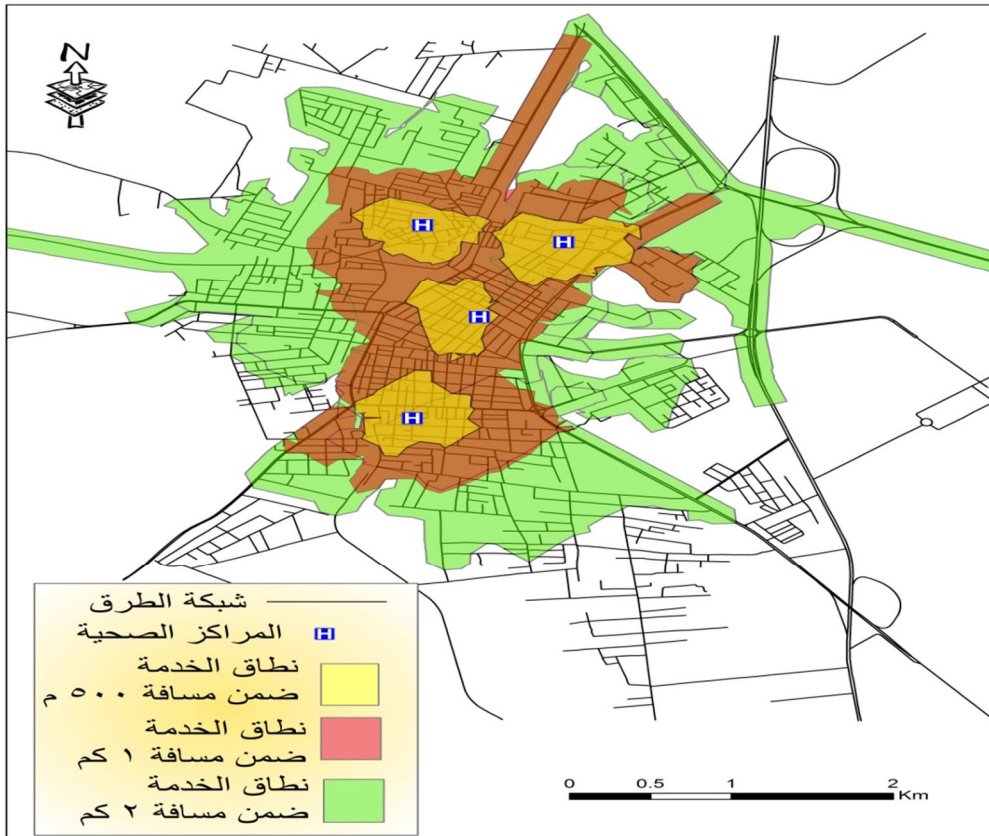 N
H
H
H
H
شبكة الطرق
H المراكز الصحية
نطاق الخدمة
ضمن مسافة ٥٠٠ م
نطاق الخدمة
ضمن مسافة ١ كم
نطاق الخدمة
ضمن مسافة ٢ كم
0 0.5 1 2
Km